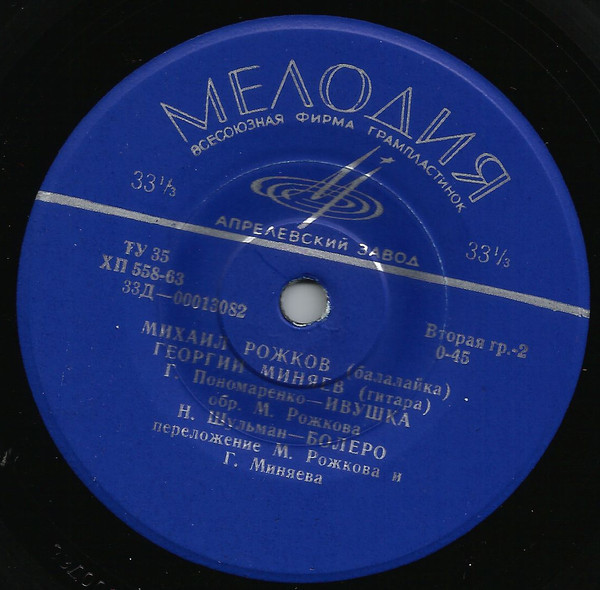 МЕЛОДИЯ
ВСЕСОЮЗНАЯ ФИРМА ГРАМПЛАСТИНОК
33⅓
33⅓
АПРЕЛЕВСКИЙ ЗАВОД
ТУ 35
ХП 558-63
33Д—00013082
Вторая гр.-2
0-45
МИХАИЛ РОЖКОВ (балалайка)
ГЕОРГИЙ МИНЯЕВ (гитара)
Г. Пономаренко—ИВУШКА
обр. М. Рожкова
Н. Шульман—БОЛЕРО
переложение М. Рожкова и
Г. Миняева